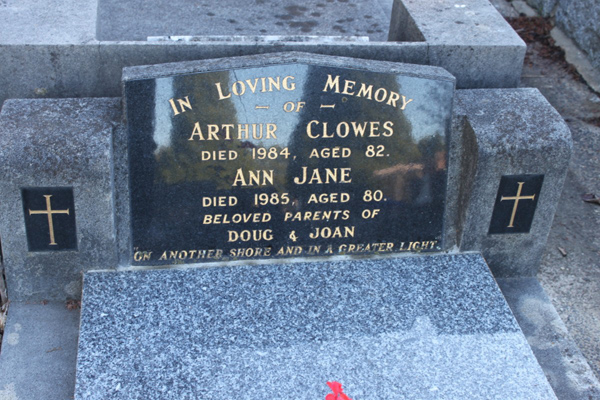 IN LOVING MEMORY
— OF —
ARTHUR CLOWES
DIED 1984, AGED 82.
ANN JANE
DIED 1985, AGED 80.
BELOVED PARENTS OF
DOUG & JOAN
"ON ANOTHER SHORE AND IN A GREATER LIGHT."